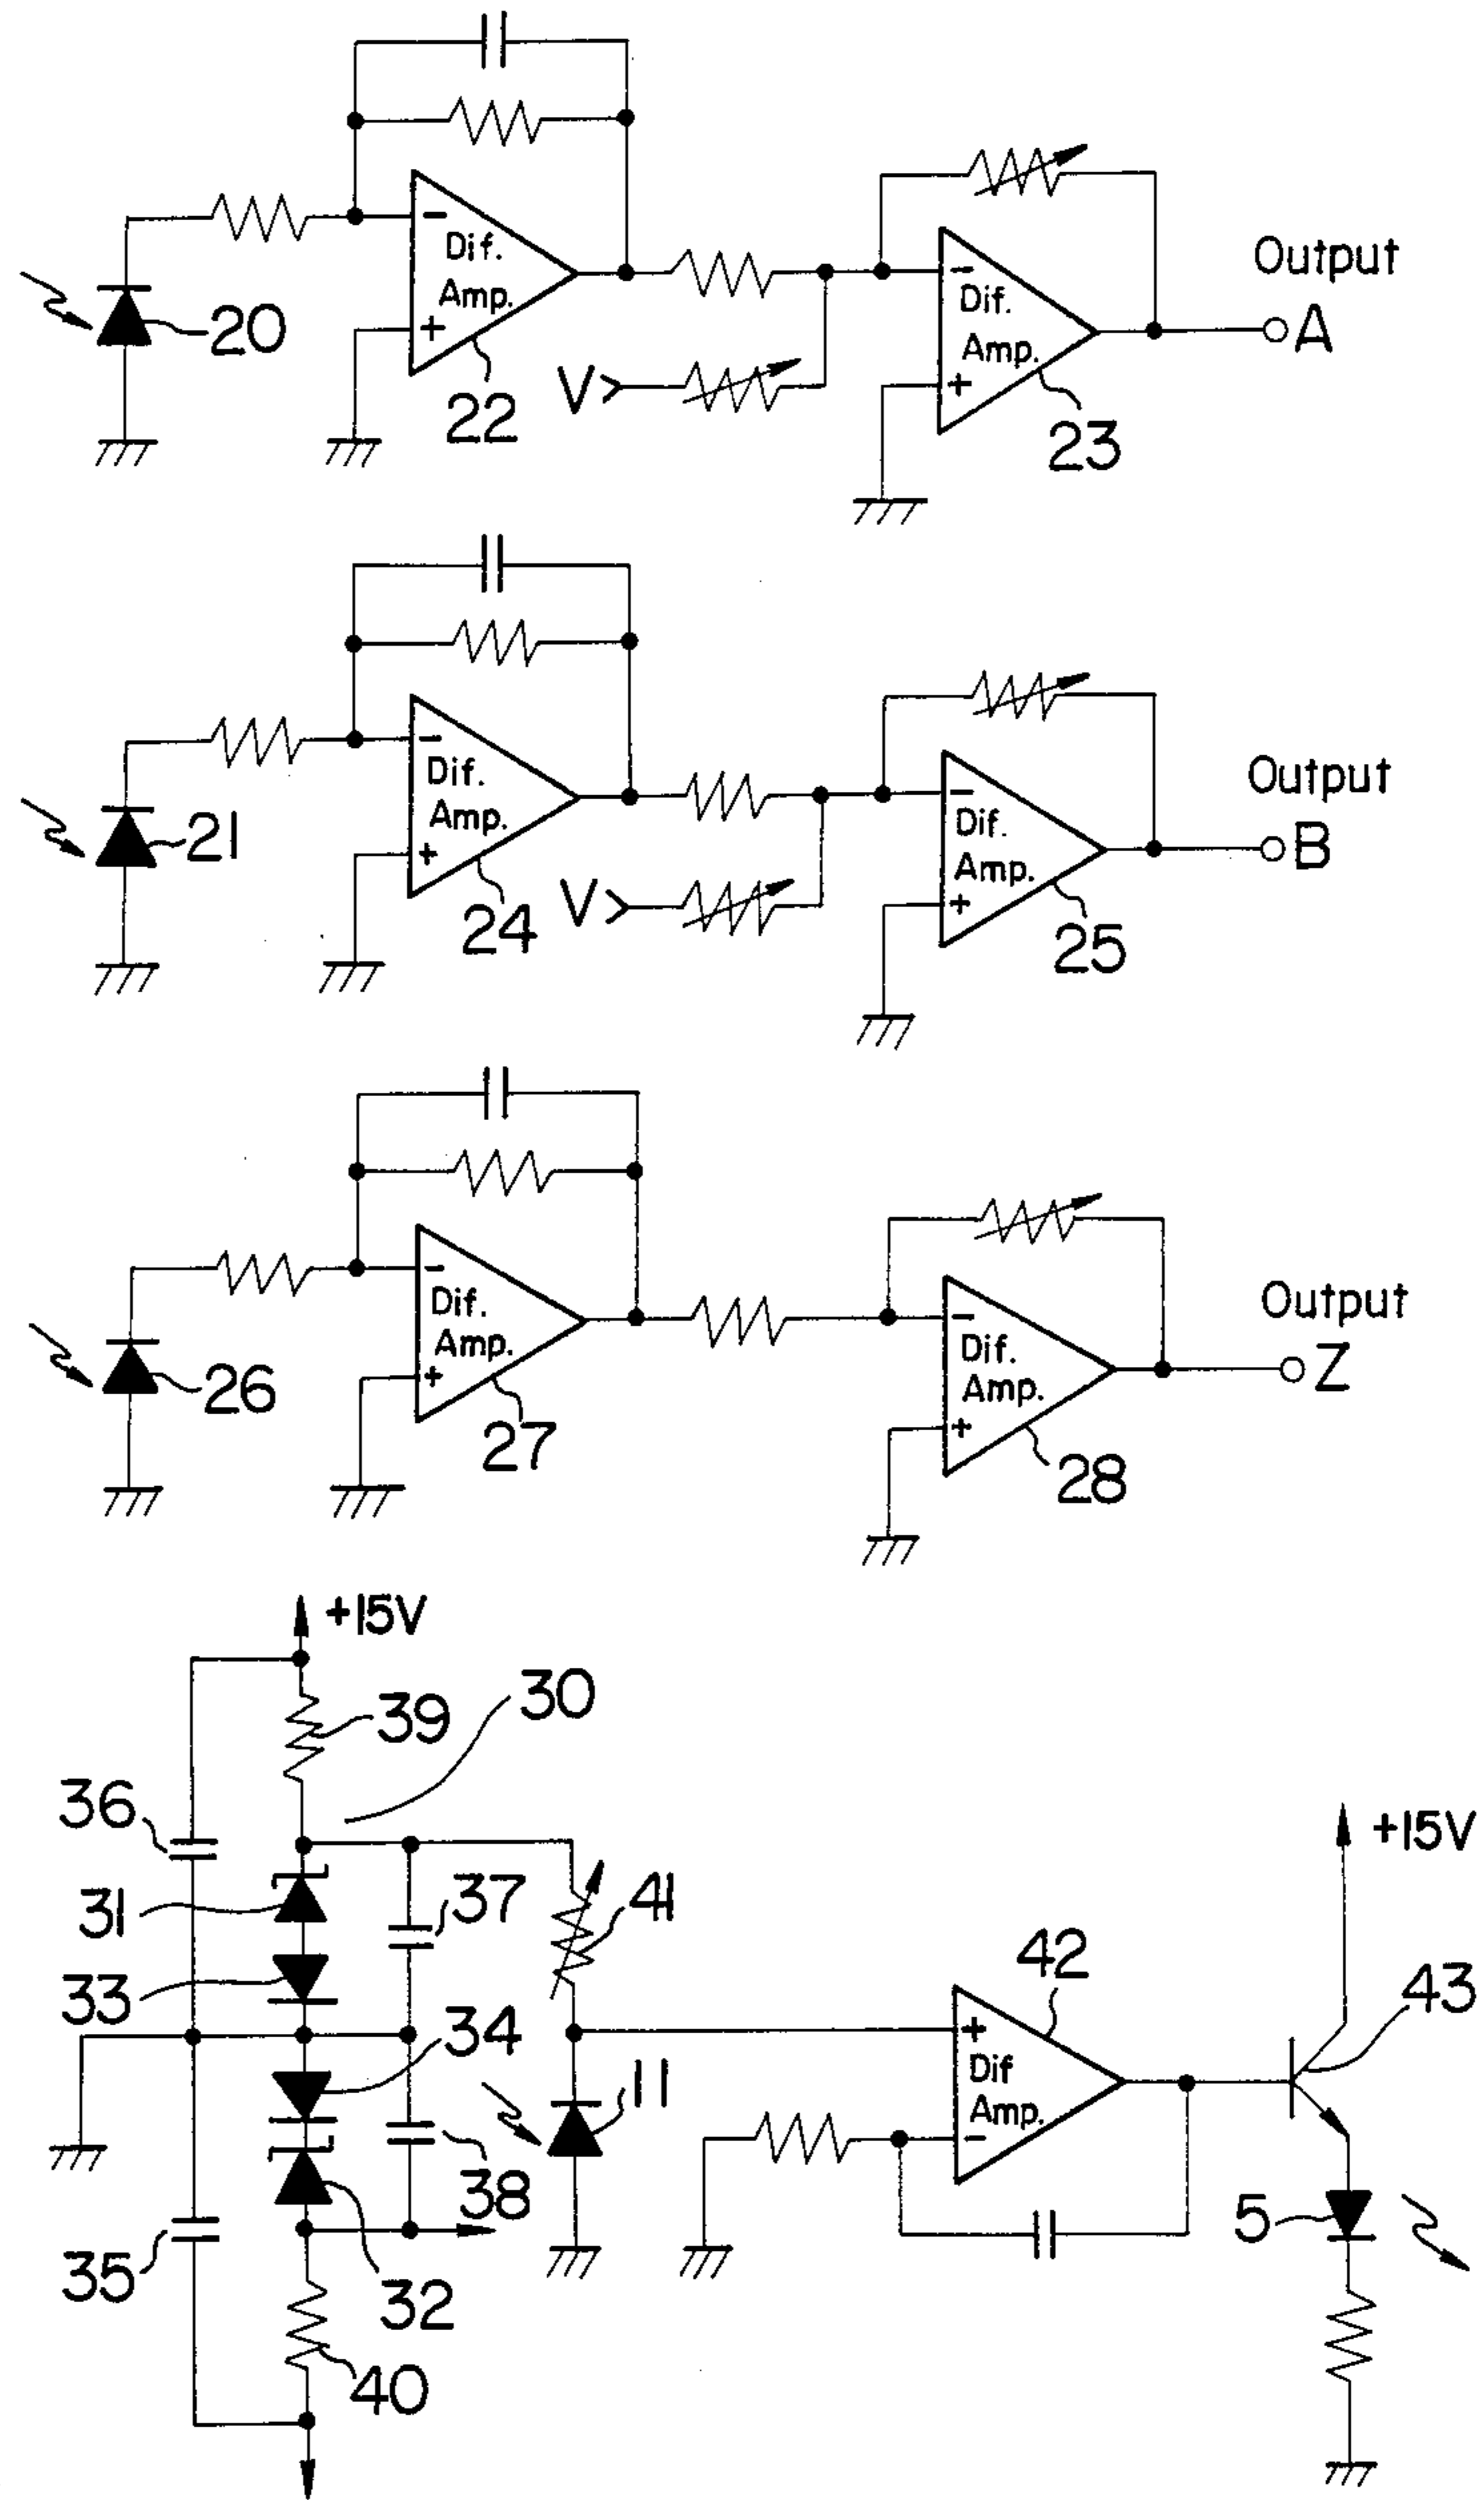 Output
A
20
−
Dif.
Amp.
+
22
V
−
Dif.
Amp.
+
23
Output
B
21
−
Dif.
Amp.
+
24
V
−
Dif.
Amp.
+
25
Output
Z
26
−
Dif.
Amp.
+
27
−
Dif.
Amp.
+
28
+15V
39
30
36
31
37
41
33
34
11
42
+
Dif
Amp.
−
43
+15V
38
35
32
5
40